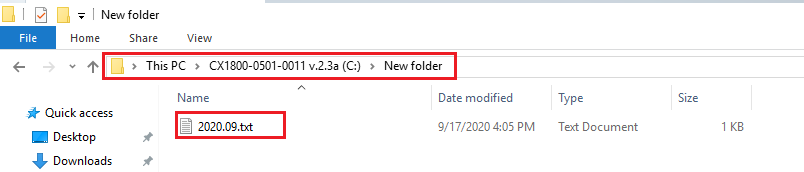 New folder
File Home Share View
This PC > CX1800-0501-0011 v.2.3a (C:) > New folder
Name Date modified Type Size
Quick access
2020.09.txt 9/17/2020 4:05 PM Text Document 1 KB
Desktop
Downloads